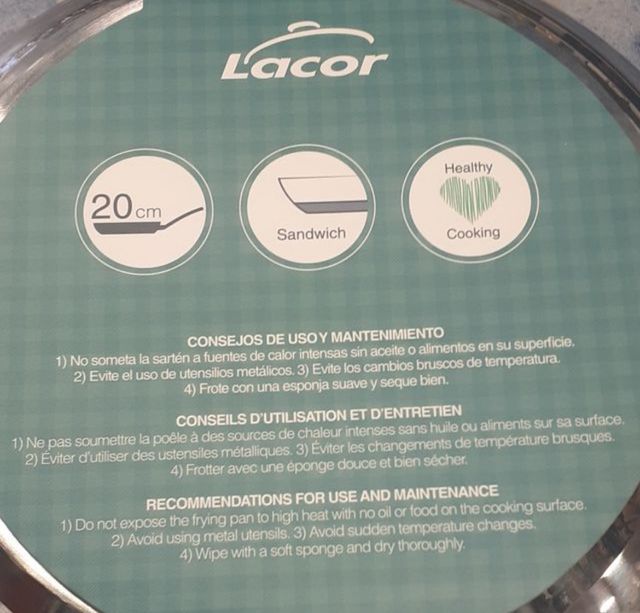 Lacor
20 cm
Sandwich
Healthy
Cooking
CONSEJOS DE USO Y MANTENIMIENTO
1) No someta la sartén a fuentes de calor intensas sin aceite o alimentos en su superficie.
2) Evite el uso de utensilios metálicos. 3) Evite los cambios bruscos de temperatura.
4) Frote con una esponja suave y seque bien.
CONSEILS D'UTILISATION ET D'ENTRETIEN
1) Ne pas soumettre la poêle à des sources de chaleur intenses sans huile ou aliments sur sa surface.
2) Éviter d'utiliser des ustensiles métalliques. 3) Éviter les changements de température brusques.
4) Frotter avec une éponge douce et bien sécher.
RECOMMENDATIONS FOR USE AND MAINTENANCE
1) Do not expose the frying pan to high heat with no oil or food on the cooking surface.
2) Avoid using metal utensils. 3) Avoid sudden temperature changes.
4) Wipe with a soft sponge and dry thoroughly.